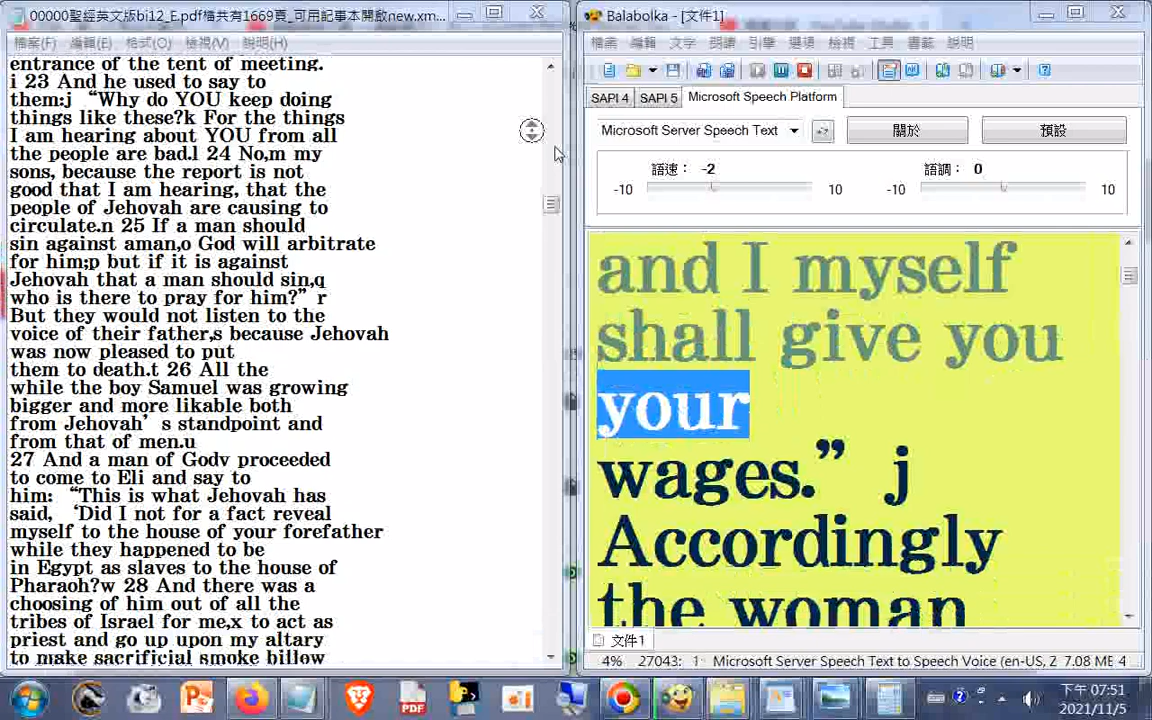 00000聖經英文版bi12_E.pdf檔共有1669頁_可用記事本開啟new.xm...
檔案(F) 編輯(E) 格式(O) 檢視(V) 說明(H)
entrance of the tent of meeting.
i 23 And he used to say to
them:j “Why do YOU keep doing
things like these?k For the things
I am hearing about YOU from all
the people are bad.l 24 No,m my
sons, because the report is not
good that I am hearing, that the
people of Jehovah are causing to
circulate.n 25 If a man should
sin against aman,o God will arbitrate
for him;p but if it is against
Jehovah that a man should sin,q
who is there to pray for him?” r
But they would not listen to the
voice of their father,s because Jehovah
was now pleased to put
them to death.t 26 All the
while the boy Samuel was growing
bigger and more likable both
from Jehovah’s standpoint and
from that of men.u
27 And a man of Godv proceeded
to come to Eli and say to
him: “This is what Jehovah has
said, ‘Did I not for a fact reveal
myself to the house of your forefather
while they happened to be
in Egypt as slaves to the house of
Pharaoh?w 28 And there was a
choosing of him out of all the
tribes of Israel for me,x to act as
priest and go up upon my altary
to make sacrificial smoke billow
Balabolka - [文件1]
檔案 編輯 文字 朗讀 引擎 選項 檢視 工具 書籤 說明
SAPI 4 SAPI 5 Microsoft Speech Platform
Microsoft Server Speech Text 關於 預設
語速： -2 語調： 0
-10 10 -10 10
and I myself
shall give you
your
wages.” j
Accordingly
the woman
文件1
4% 27043: 1 Microsoft Server Speech Text to Speech Voice (en-US, 2 7.08 ME 4
下午 07:51
2021/11/5